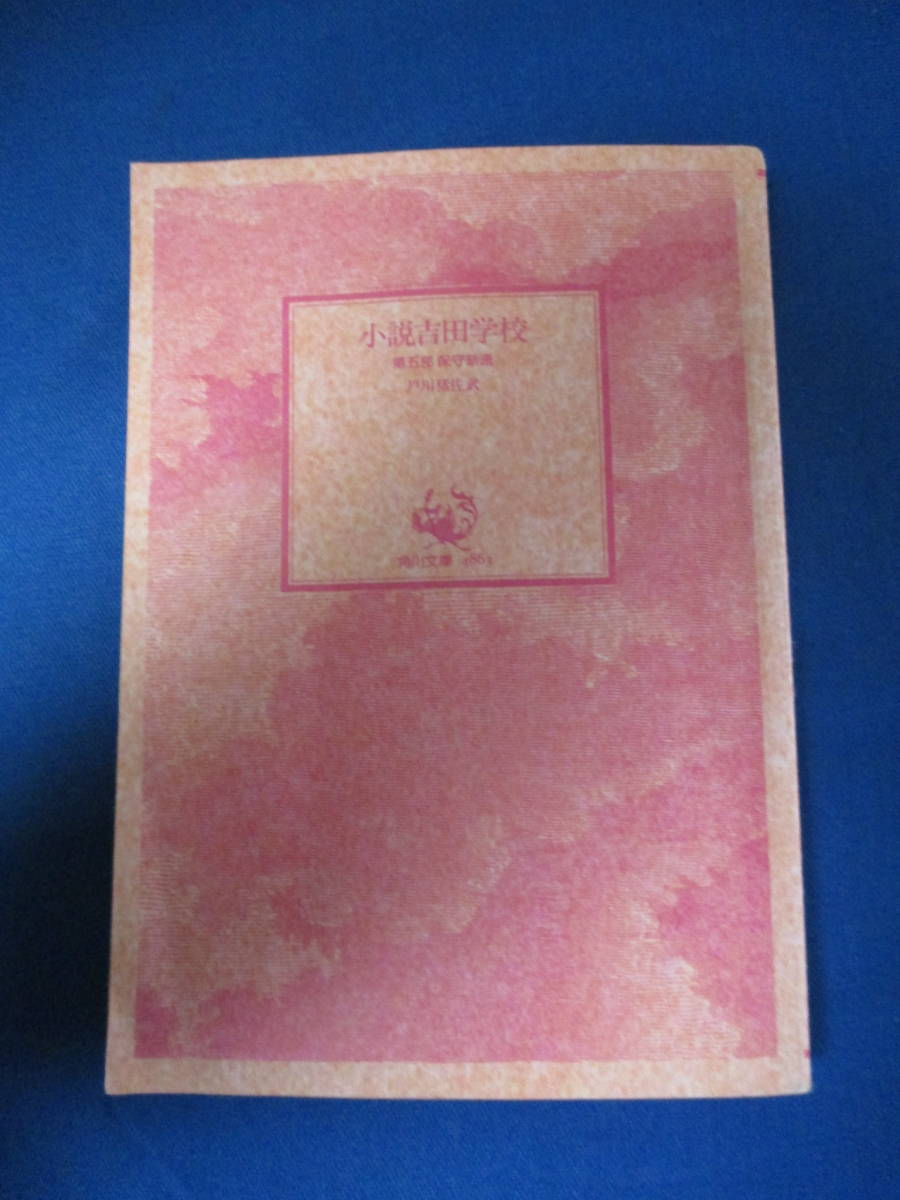 小説吉田学校
第五部 保守新流
戸川猪佐武
角川文庫 4863